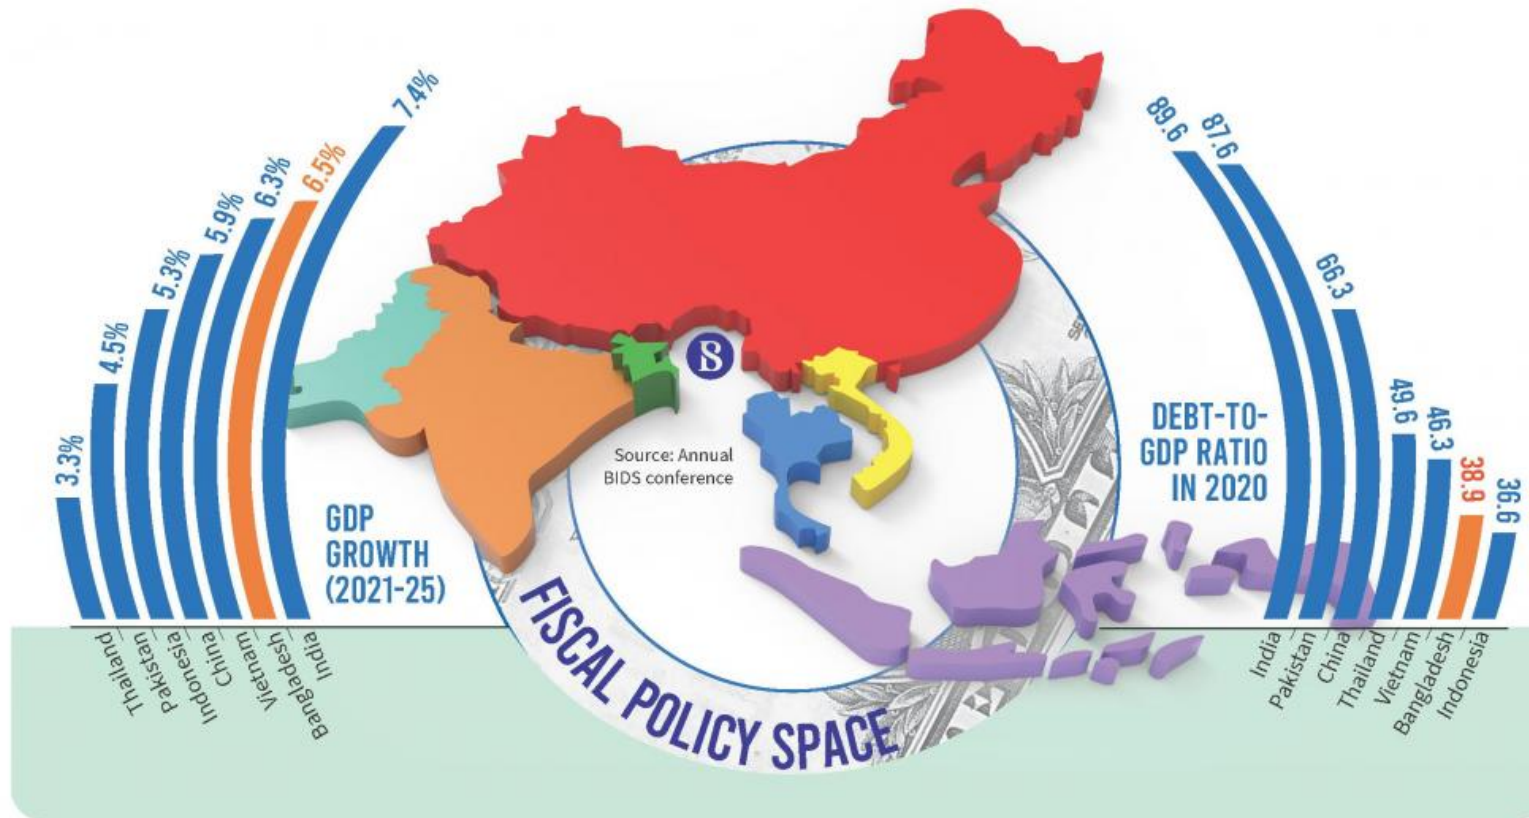 3.3%
4.5%
5.3%
5.9%
6.3%
6.5%
7.4%
Thailand
Pakistan
Indonesia
China
Vietnam
Bangladesh
India
GDP
GROWTH
(2021-25)
Source: Annual
BIDS conference
FISCAL POLICY SPACE
DEBT-TO-
GDP RATIO
IN 2020
89.6
87.6
66.3
49.6
46.3
38.9
36.6
India
Pakistan
China
Thailand
Vietnam
Bangladesh
Indonesia